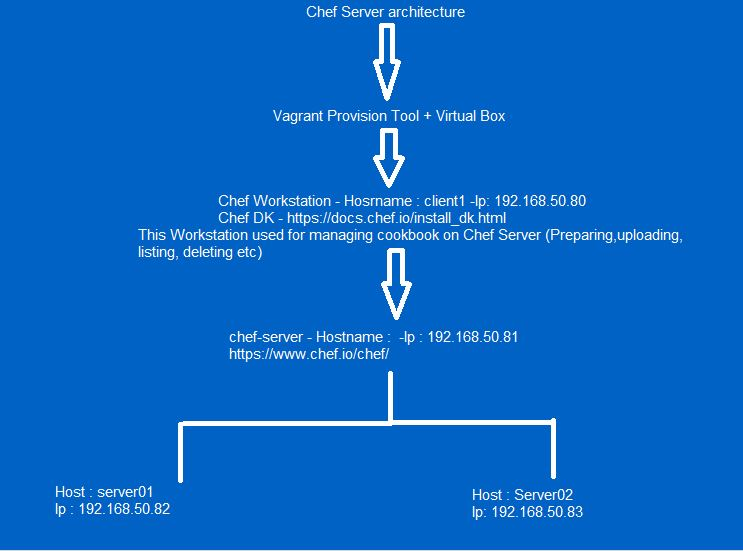 Chef Server architecture
Vagrant Provision Tool + Virtual Box
Chef Workstation - Hosrname : client1 -Ip: 192.168.50.80
Chef DK - https://docs.chef.io/install_dk.html
This Workstation used for managing cookbook on Chef Server (Preparing,uploading,
listing, deleting etc)
chef-server - Hostname :  -Ip : 192.168.50.81
https://www.chef.io/chef/
Host : server01
Ip : 192.168.50.82
Host : Server02
Ip: 192.168.50.83